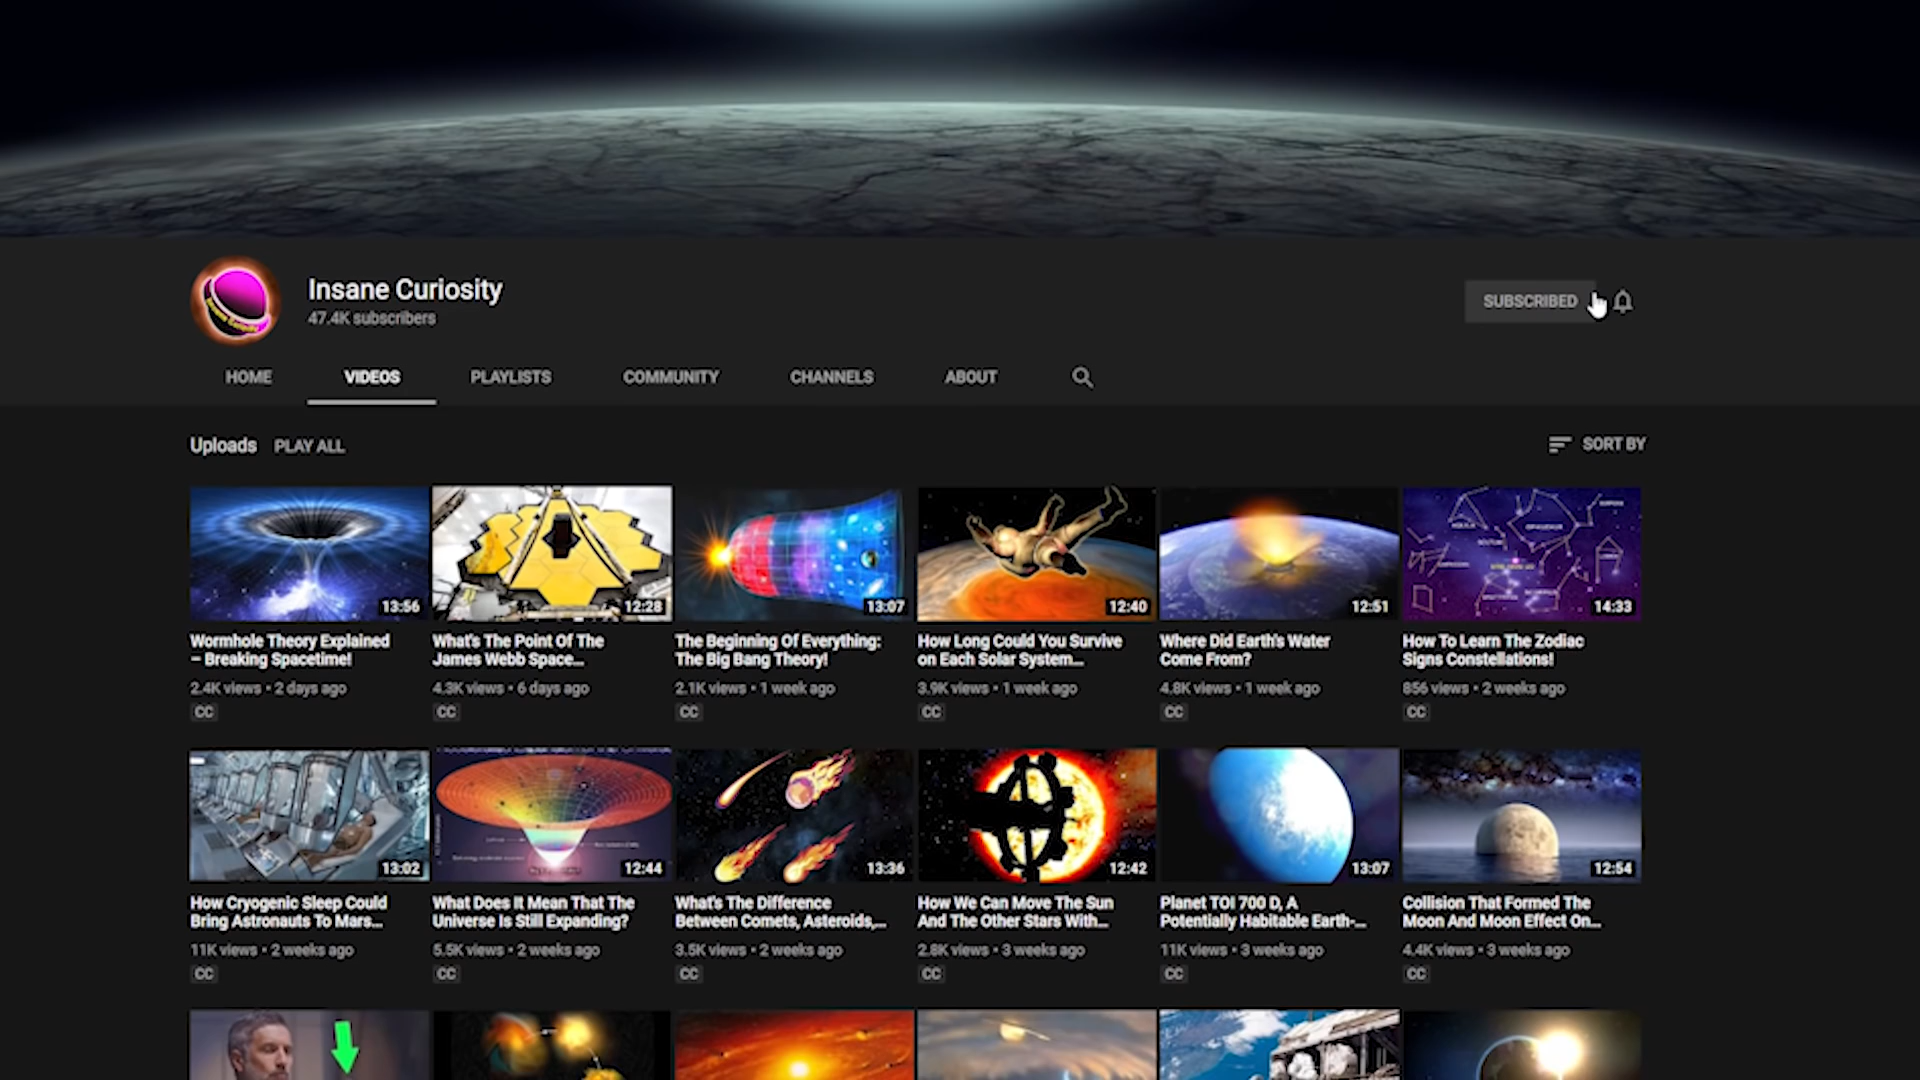 Insane Curiosity
47.4K subscribers
SUBSCRIBED
HOME VIDEOS PLAYLISTS COMMUNITY CHANNELS ABOUT
Uploads PLAY ALL
SORT BY
13:56 12:28 13:07 12:40 12:51 14:33
Wormhole Theory Explained
– Breaking Spacetime!
2.4K views • 2 days ago
CC
What's The Point Of The
James Webb Space...
4.3K views • 6 days ago
CC
The Beginning Of Everything:
The Big Bang Theory!
2.1K views • 1 week ago
CC
How Long Could You Survive
on Each Solar System...
3.9K views • 1 week ago
CC
Where Did Earth's Water
Come From?
4.8K views • 1 week ago
CC
How To Learn The Zodiac
Signs Constellations!
856 views • 2 weeks ago
CC
13:02 12:44 13:36 12:42 13:07 12:54
How Cryogenic Sleep Could
Bring Astronauts To Mars...
11K views • 2 weeks ago
CC
What Does It Mean That The
Universe Is Still Expanding?
5.5K views • 2 weeks ago
CC
What's The Difference
Between Comets, Asteroids,...
3.5K views • 2 weeks ago
CC
How We Can Move The Sun
And The Other Stars With...
2.8K views • 3 weeks ago
CC
Planet TOI 700 D, A
Potentially Habitable Earth-...
11K views • 3 weeks ago
CC
Collision That Formed The
Moon And Moon Effect On...
4.4K views • 3 weeks ago
CC